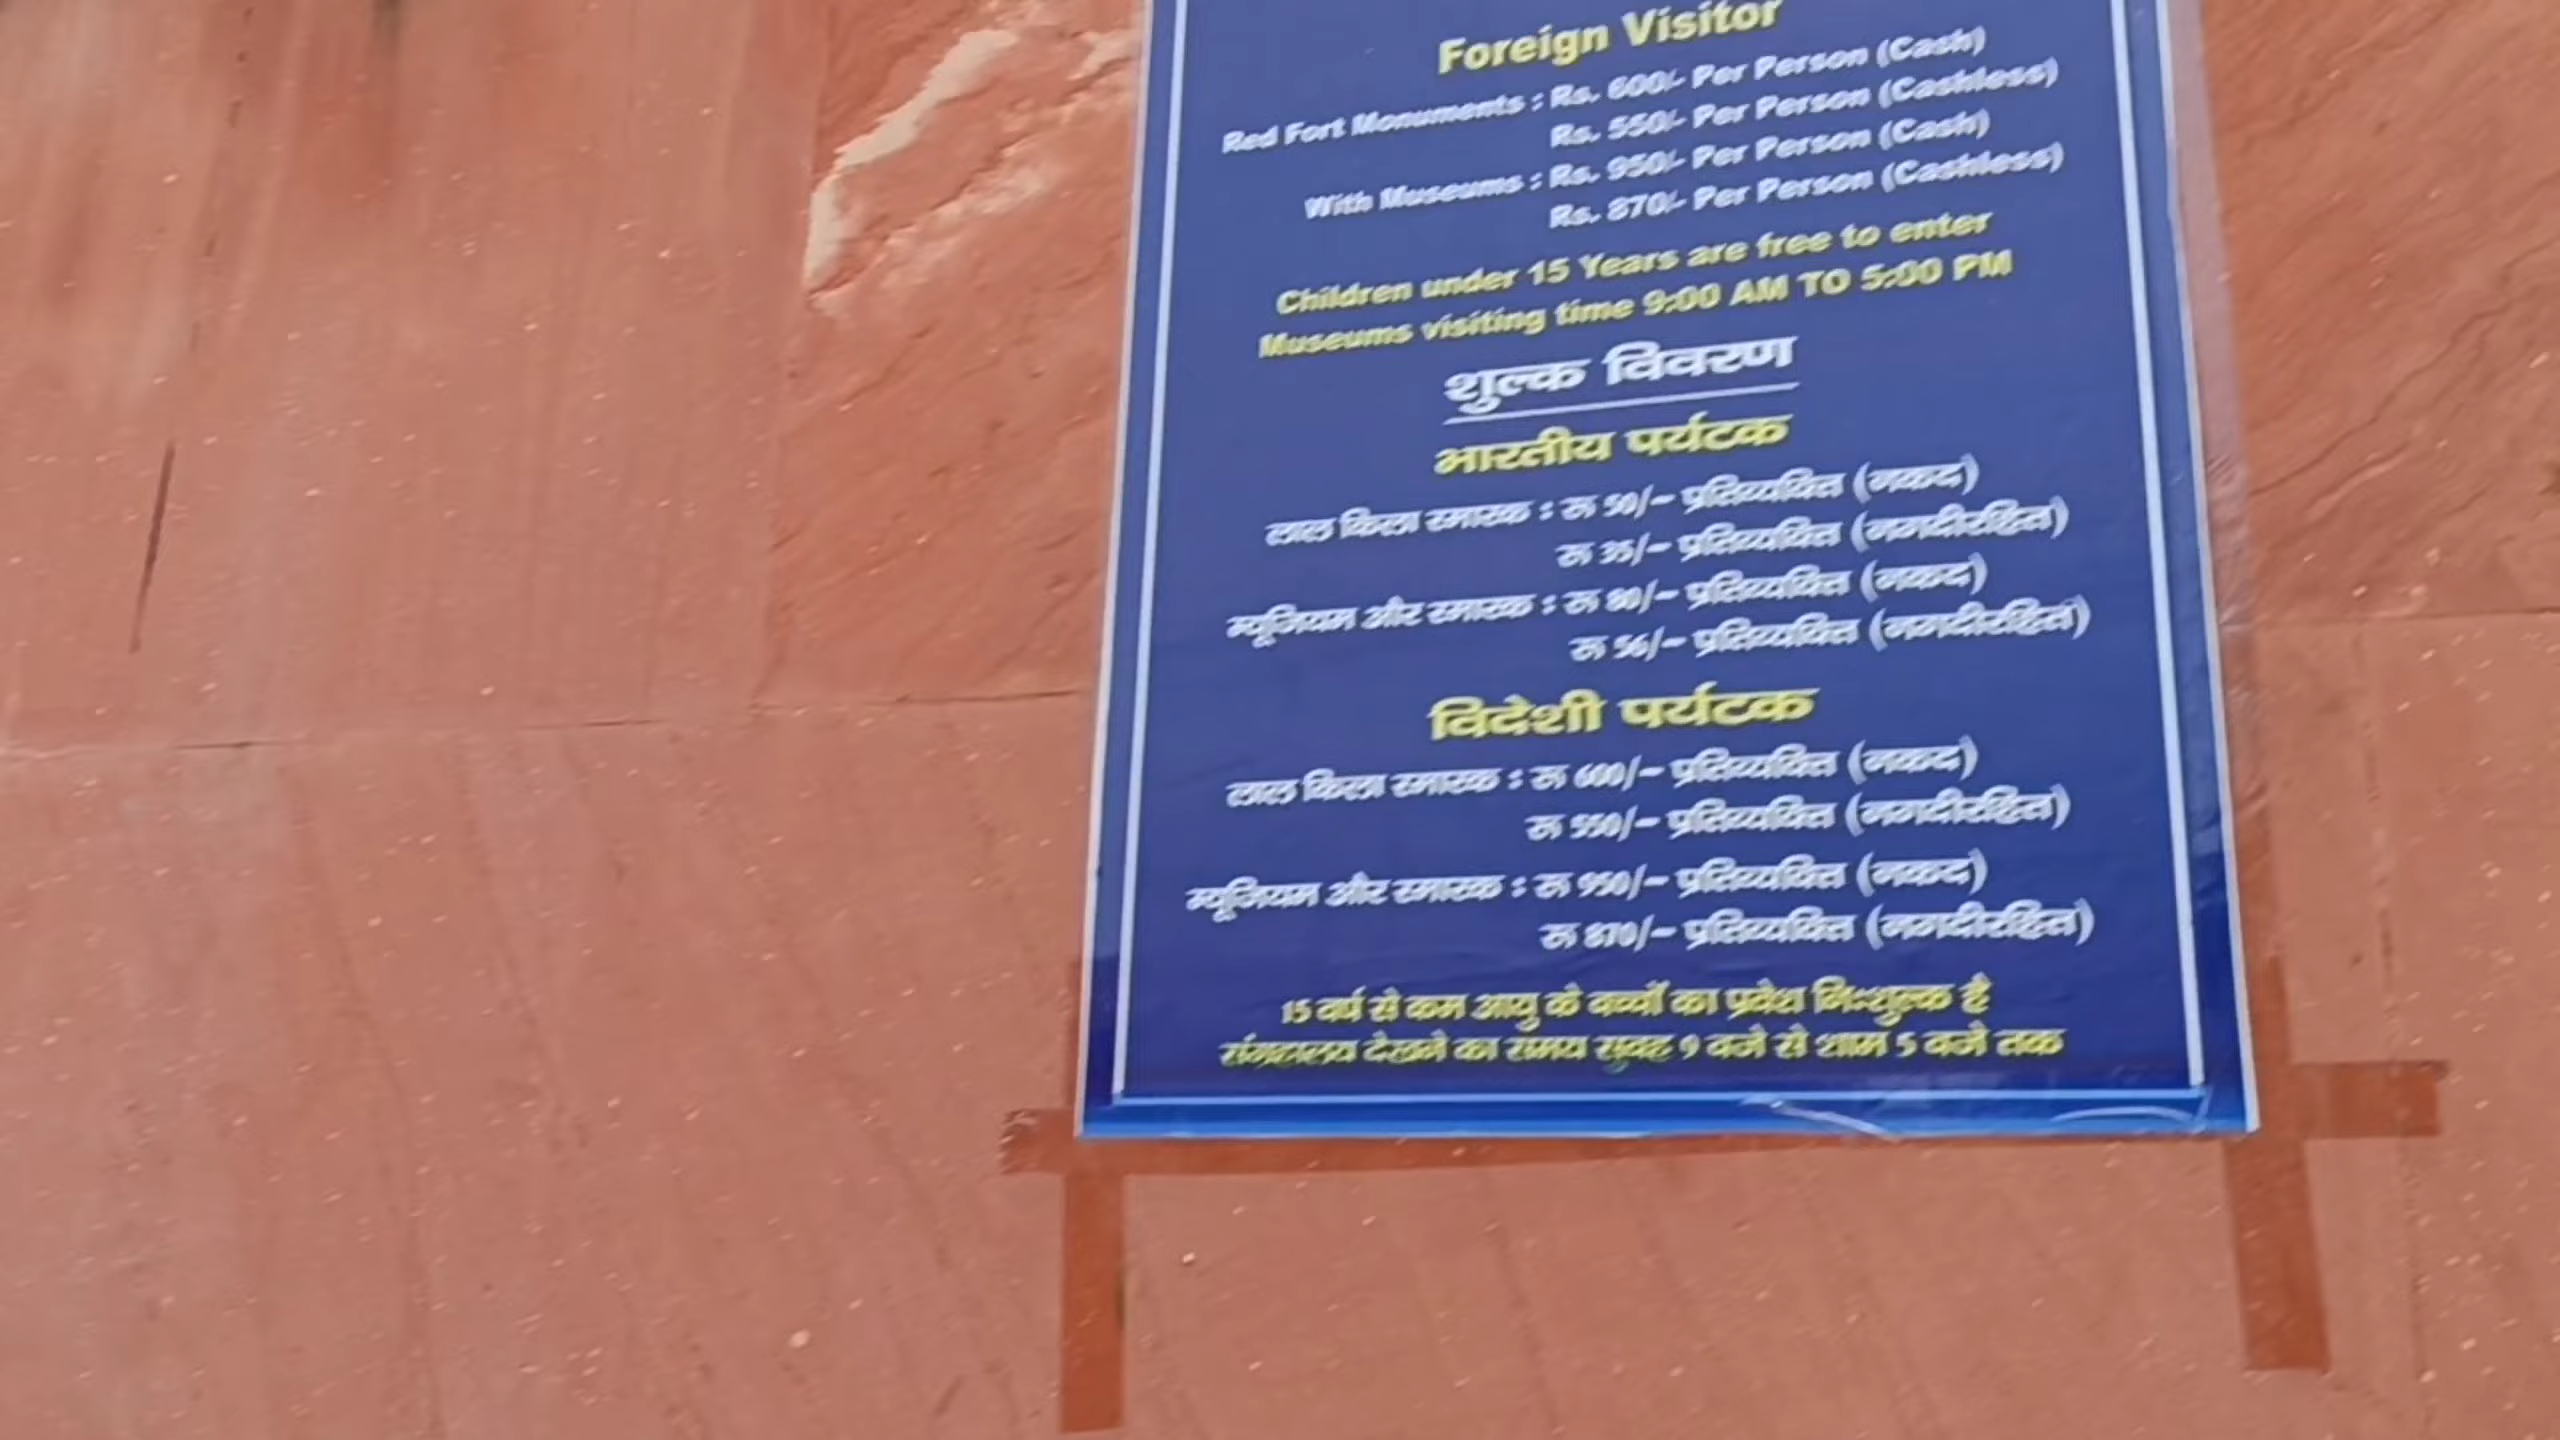 Foreign Visitor
Red Fort Monuments : Rs. 600/- Per Person (Cash)
Rs. 550/- Per Person (Cashless)
With Museums : Rs. 950/- Per Person (Cash)
Rs. 870/- Per Person (Cashless)
Children under 15 Years are free to enter
Museums visiting time 9:00 AM TO 5:00 PM
शुल्क विवरण
भारतीय पर्यटक
लाल किला स्मारक : रू 50/- प्रतिव्यक्ति (नकद)
रू 35/- प्रतिव्यक्ति (नगदीरहित)
म्यूजियम और स्मारक : रू 80/- प्रतिव्यक्ति (नकद)
रू 56/- प्रतिव्यक्ति (नगदीरहित)
विदेशी पर्यटक
लाल किला स्मारक : रू 600/- प्रतिव्यक्ति (नकद)
रू 550/- प्रतिव्यक्ति (नगदीरहित)
म्यूजियम और स्मारक : रू 950/- प्रतिव्यक्ति (नकद)
रू 870/- प्रतिव्यक्ति (नगदीरहित)
15 वर्ष से कम आयु के बच्चों का प्रवेश निःशुल्क है
संग्रहालय देखने का समय सुबह 9 बजे से शाम 5 बजे तक